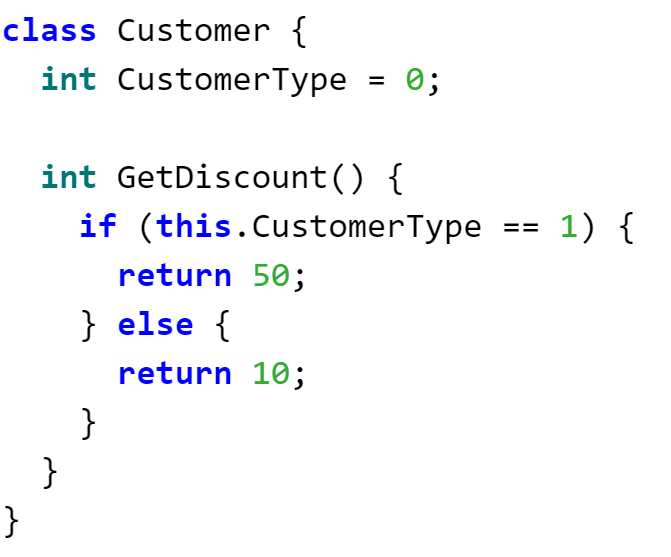 class Customer {
  int CustomerType = 0;

  int GetDiscount() {
    if (this.CustomerType == 1) {
      return 50;
    } else {
      return 10;
    }
  }
}